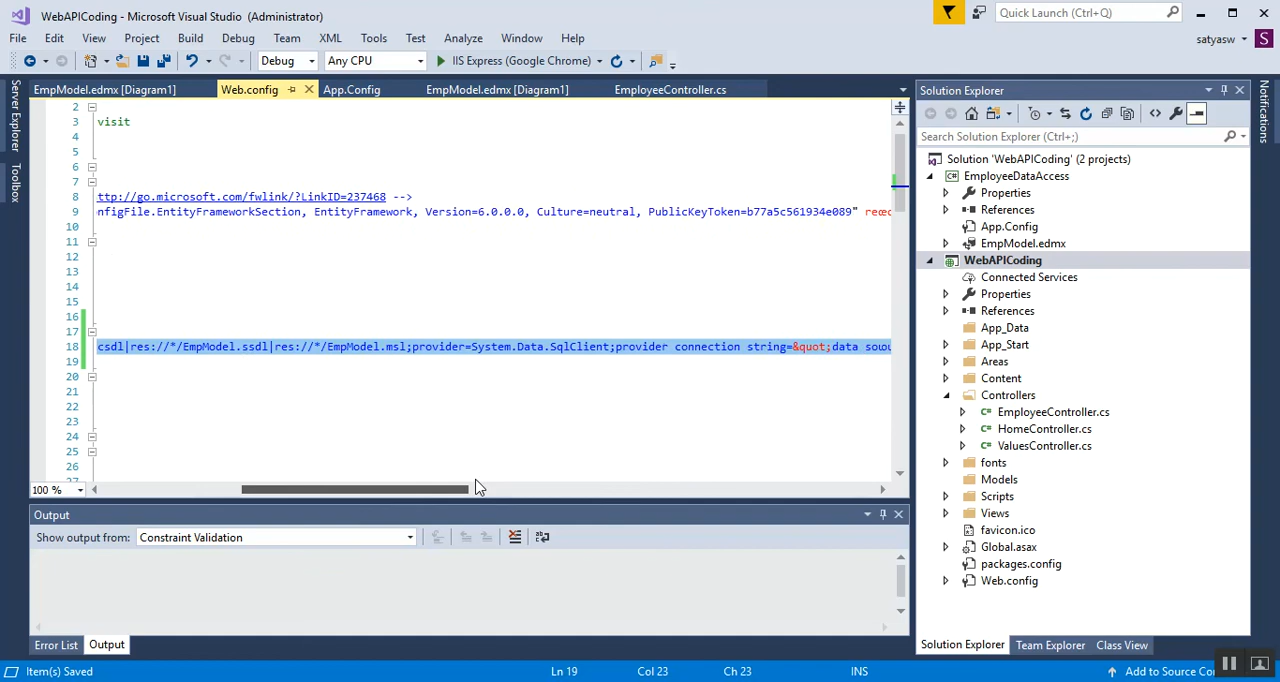 WebAPICoding - Microsoft Visual Studio (Administrator)
Quick Launch (Ctrl+Q)
File Edit View Project Build Debug Team XML Tools Test Analyze Window Help
satyasw S
Debug Any CPU IIS Express (Google Chrome)
Server Explorer
Toolbox
Notifications
EmpModel.edmx [Diagram1] Web.config App.Config EmpModel.edmx [Diagram1] EmployeeController.cs
2
3 visit
4
5
6
7
8 ttp://go.microsoft.com/fwlink/?LinkID=237468 -->
9 nfigFile.EntityFrameworkSection, EntityFramework, Version=6.0.0.0, Culture=neutral, PublicKeyToken=b77a5c561934e089"
10
11
12
13
14
15
16
17
18 csdl|res://*/EmpModel.ssdl|res://*/EmpModel.msl;provider=System.Data.SqlClient;provider connection string=&quot;data
19
20
21
22
23
24
25
26
27
100 %
Output
Show output from: Constraint Validation
Error List Output
Solution Explorer
Search Solution Explorer (Ctrl+;)
Solution 'WebAPICoding' (2 projects)
EmployeeDataAccess
Properties
References
App.Config
EmpModel.edmx
WebAPICoding
Connected Services
Properties
References
App_Data
App_Start
Areas
Content
Controllers
EmployeeController.cs
HomeController.cs
ValuesController.cs
fonts
Models
Scripts
Views
favicon.ico
Global.asax
packages.config
Web.config
Solution Explorer Team Explorer Class View
Item(s) Saved Ln 19 Col 23 Ch 23 INS Add to Source Co